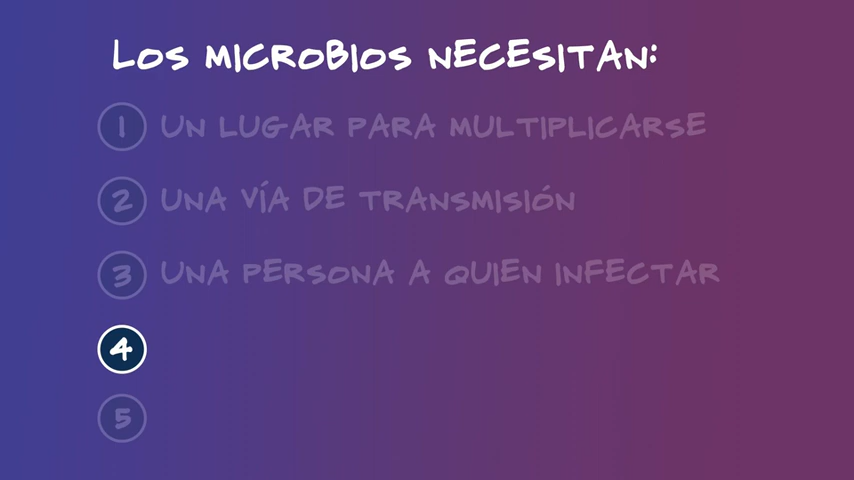 LOS MICROBIOS NECESITAN:
1 UN LUGAR PARA MULTIPLICARSE
2 UNA VÍA DE TRANSMISIÓN
3 UNA PERSONA A QUIEN INFECTAR
4
5